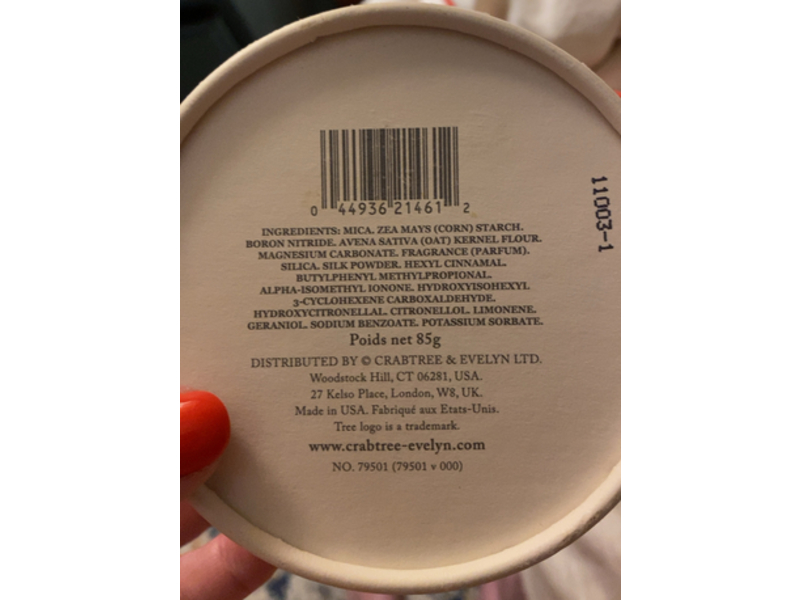 0 44936 21461 2
11003-1
INGREDIENTS: MICA. ZEA MAYS (CORN) STARCH.
BORON NITRIDE. AVENA SATIVA (OAT) KERNEL FLOUR.
MAGNESIUM CARBONATE. FRAGRANCE (PARFUM).
SILICA. SILK POWDER. HEXYL CINNAMAL.
BUTYLPHENYL METHYLPROPIONAL.
ALPHA-ISOMETHYL IONONE. HYDROXYISOHEXYL
3-CYCLOHEXENE CARBOXALDEHYDE.
HYDROXYCITRONELLAL. CITRONELLOL. LIMONENE.
GERANIOL. SODIUM BENZOATE. POTASSIUM SORBATE.
Poids net 85g
DISTRIBUTED BY © CRABTREE & EVELYN LTD.
Woodstock Hill, CT 06281, USA.
27 Kelso Place, London, W8, UK.
Made in USA. Fabriqué aux Etats-Unis.
Tree logo is a trademark.
www.crabtree-evelyn.com
NO. 79501 (79501 v 000)